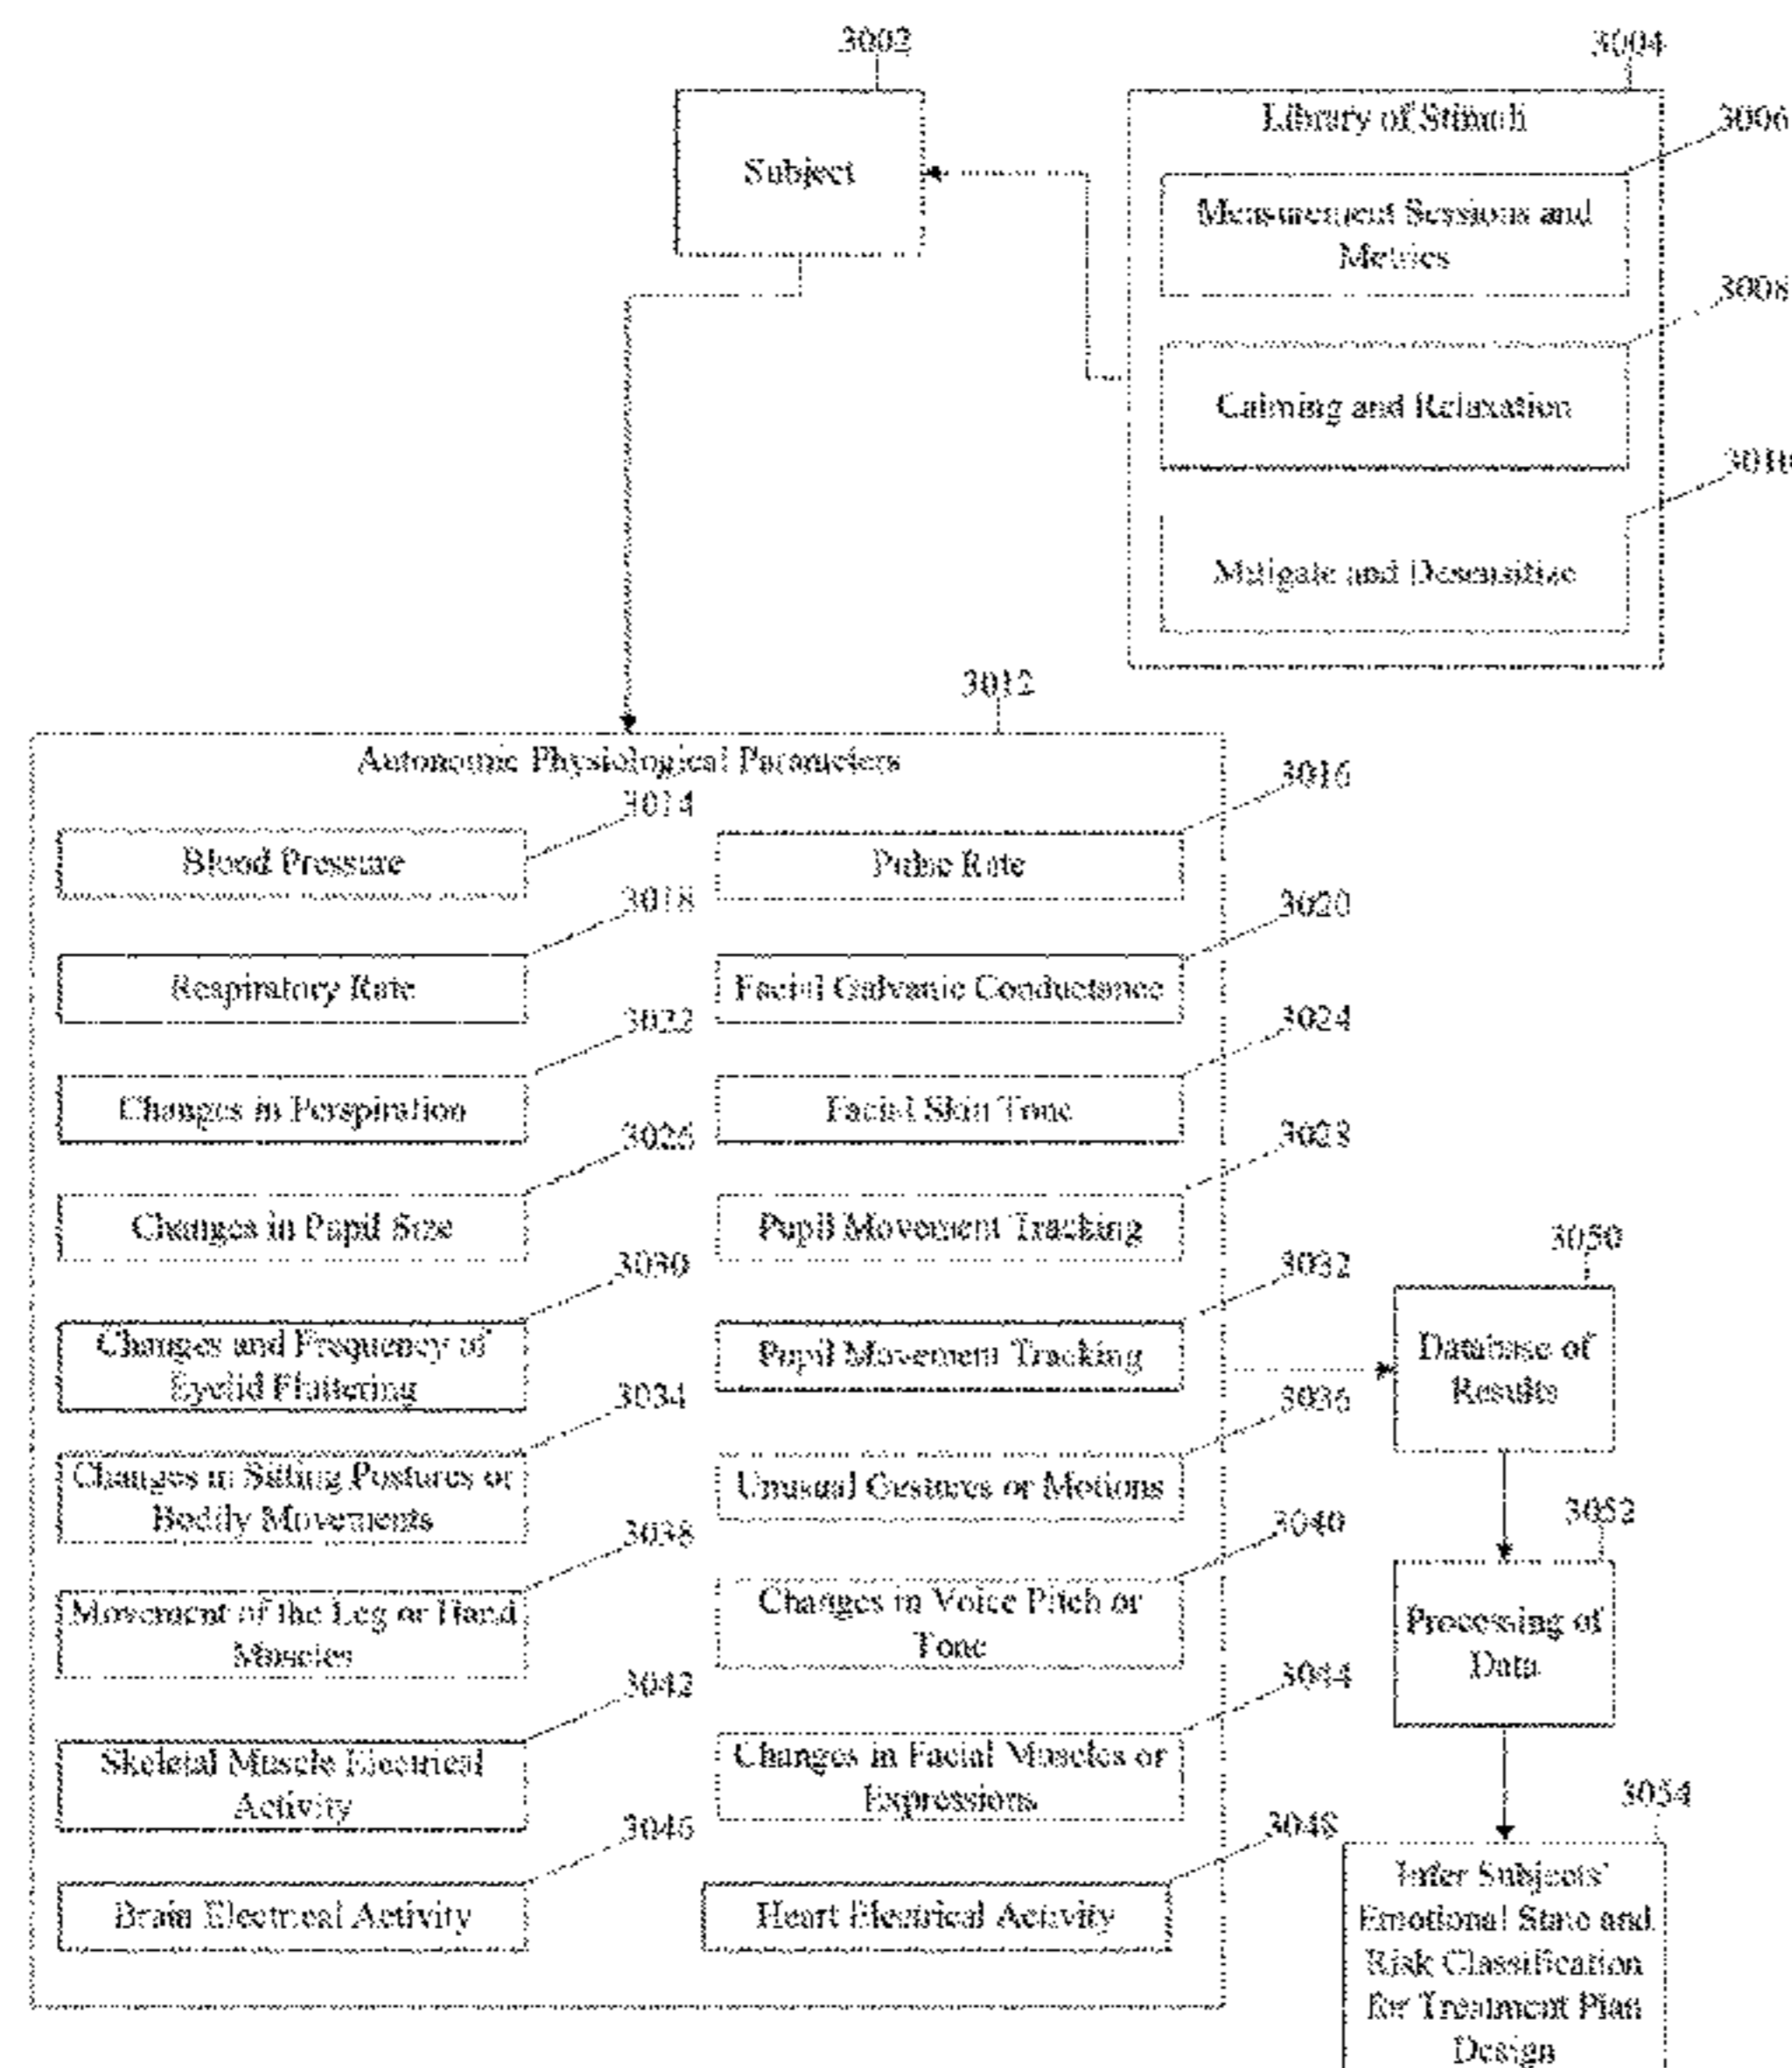 3002
3004
Library of Stimuli
3006
Subject
Measurement Sessions and
Metrics
3008
Calming and Relaxation
3010
Mitigate and Desensitize
3012
Autonomic Physiological Parameters
3014
3016
Blood Pressure
Pulse Rate
3018
3020
Respiratory Rate
Facial Galvanic Conductance
3022
3024
Changes in Perspiration
Facial Skin Tone
3026
3028
Changes in Pupil Size
Pupil Movement Tracking
3030
3032
Changes and Frequency of
Eyelid Fluttering
Pupil Movement Tracking
3034
3036
Changes in Sitting Postures or
Bodily Movements
Unusual Gestures or Motions
3038
3040
Movement of the Leg or Hand
Muscles
Changes in Voice Pitch or
Tone
3042
3044
Skeletal Muscle Electrical
Activity
Changes in Facial Muscles or
Expressions
3046
3048
Brain Electrical Activity
Heart Electrical Activity
3050
Database of
Results
3052
Processing of
Data
3054
Infer Subjects'
Emotional State and
Risk Classification
for Treatment Plan
Design